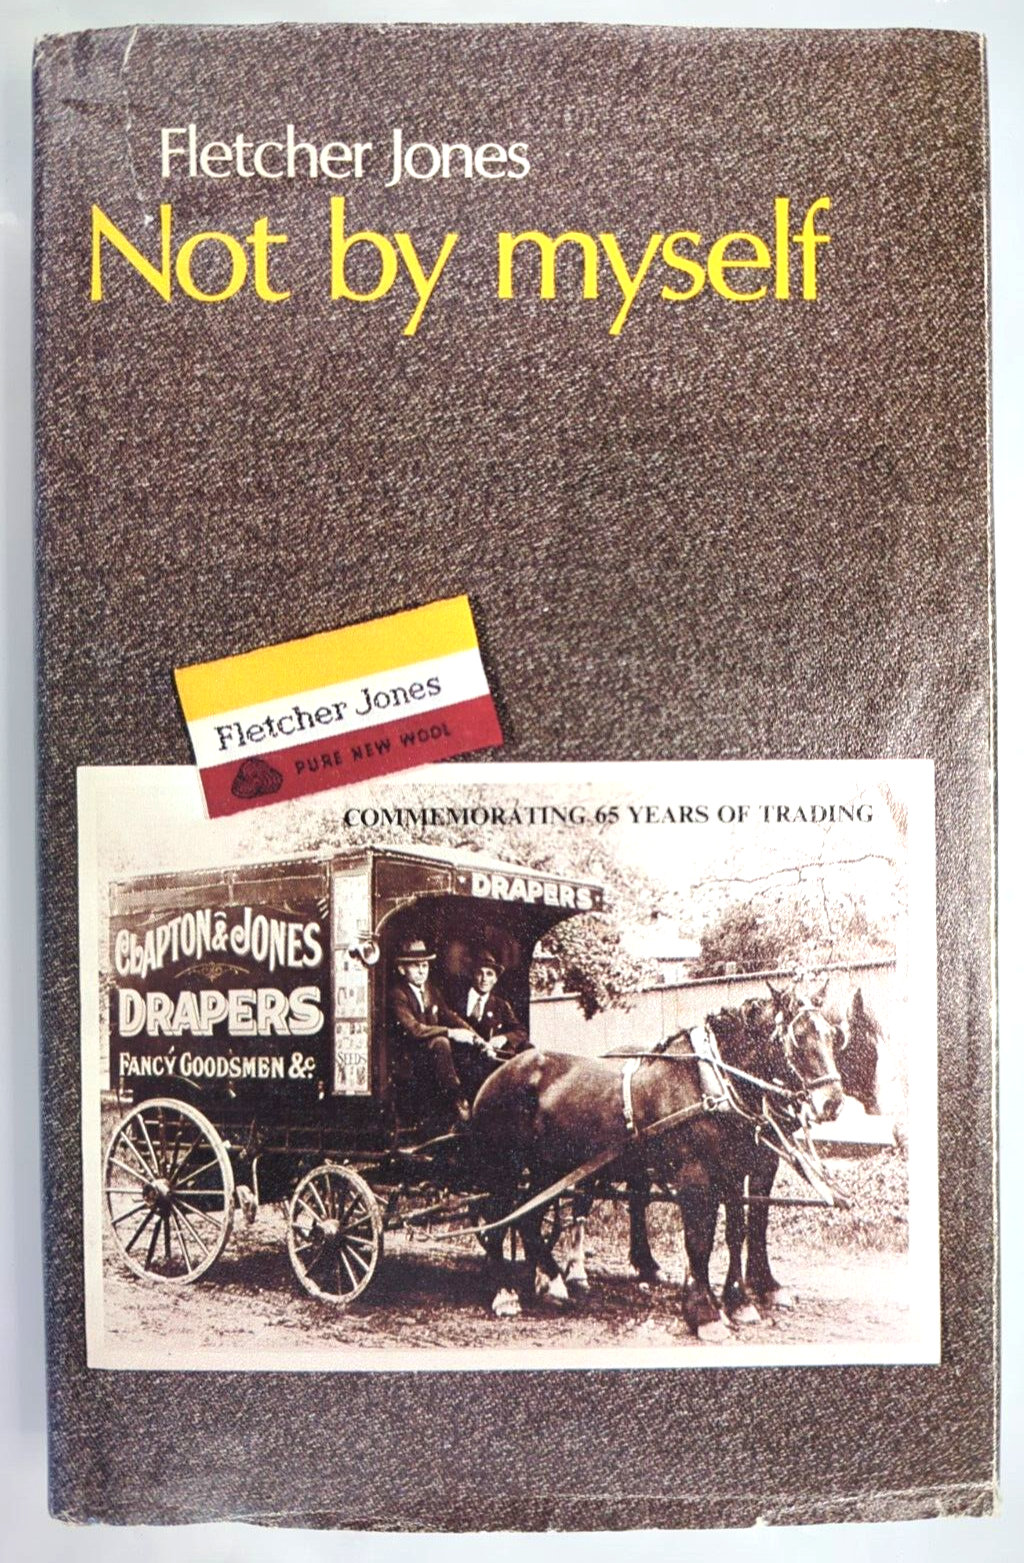 Fletcher Jones
Not by myself
Fletcher Jones
PURE NEW WOOL
COMMEMORATING 65 YEARS OF TRADING
DRAPERS
CLAPTON & JONES
DRAPERS
FANCY GOODSMEN &c
SEEDS